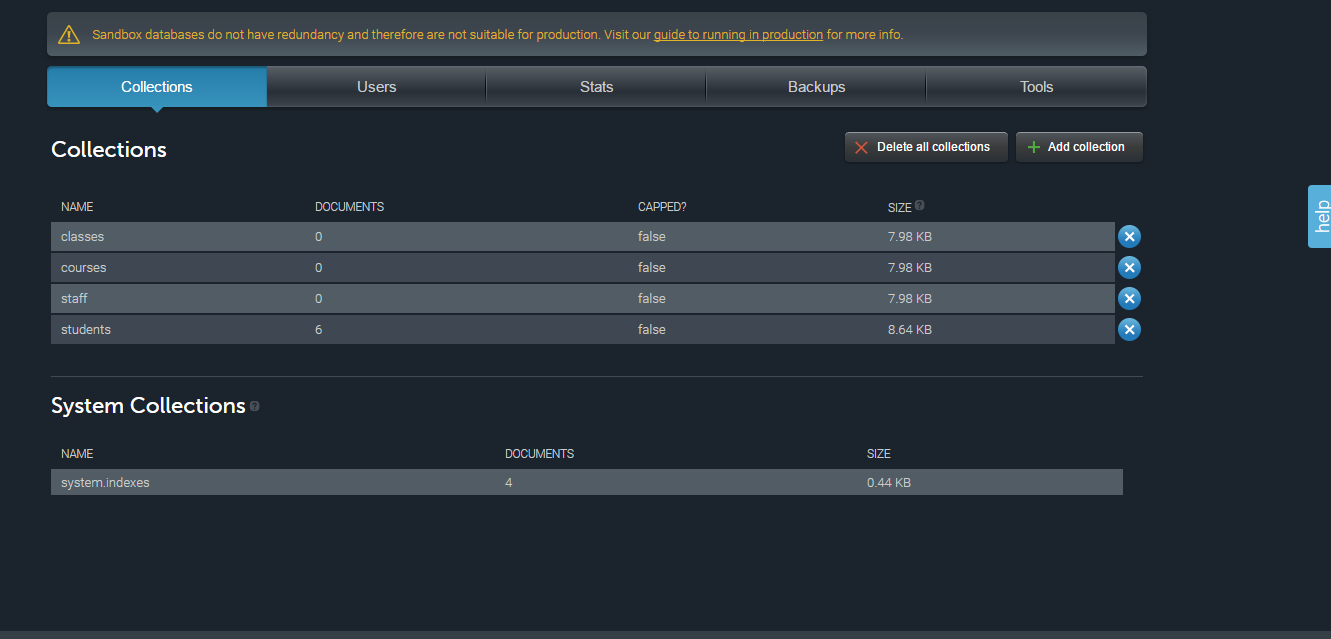 Sandbox databases do not have redundancy and therefore are not suitable for production. Visit our guide to running in production for more info.
Collections Users Stats Backups Tools
Collections Delete all collections Add collection
NAME DOCUMENTS CAPPED? SIZE ?
classes 0 false 7.98 KB
courses 0 false 7.98 KB
staff 0 false 7.98 KB
students 6 false 8.64 KB
help
System Collections ?
NAME DOCUMENTS SIZE
system.indexes 4 0.44 KB